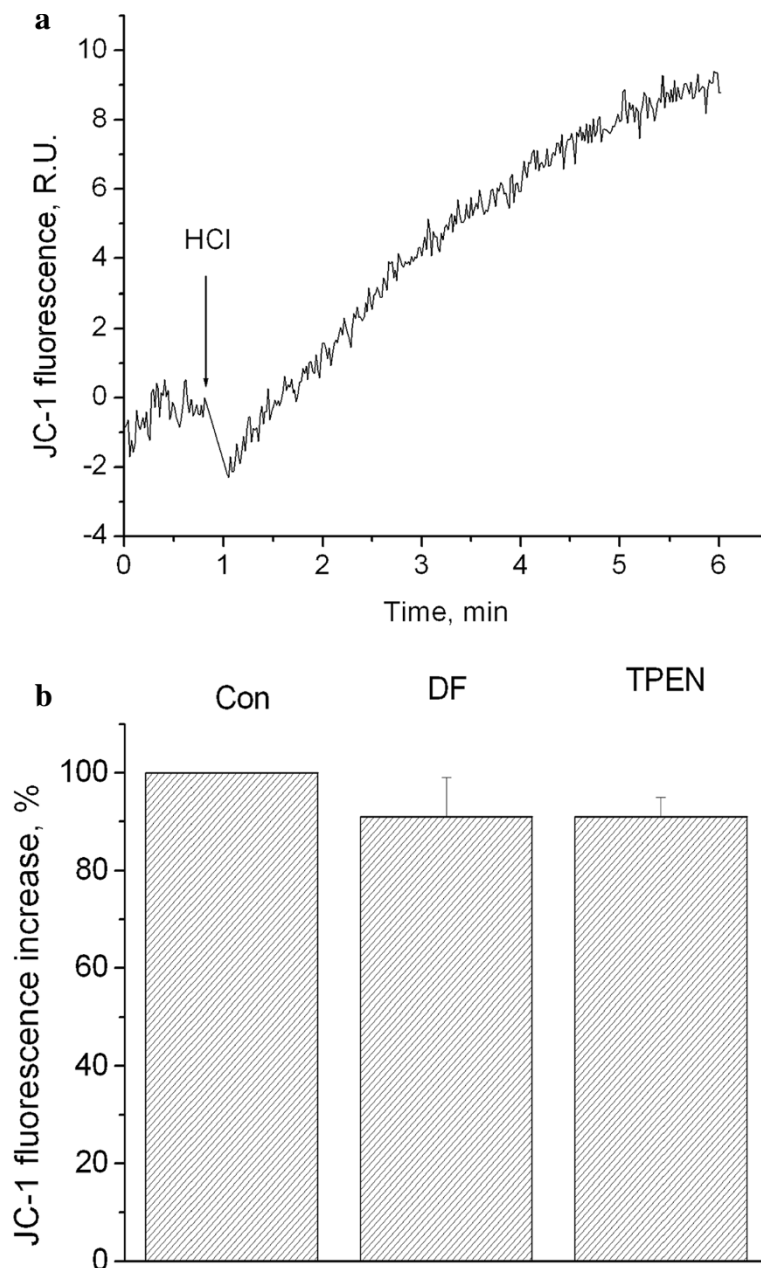 a
JC-1 fluorescence, R.U.
10
8
6
4
2
0
-2
-4
HCl
0 1 2 3 4 5 6
Time, min
b
Con DF TPEN
JC-1 fluorescence increase, %
100
80
60
40
20
0